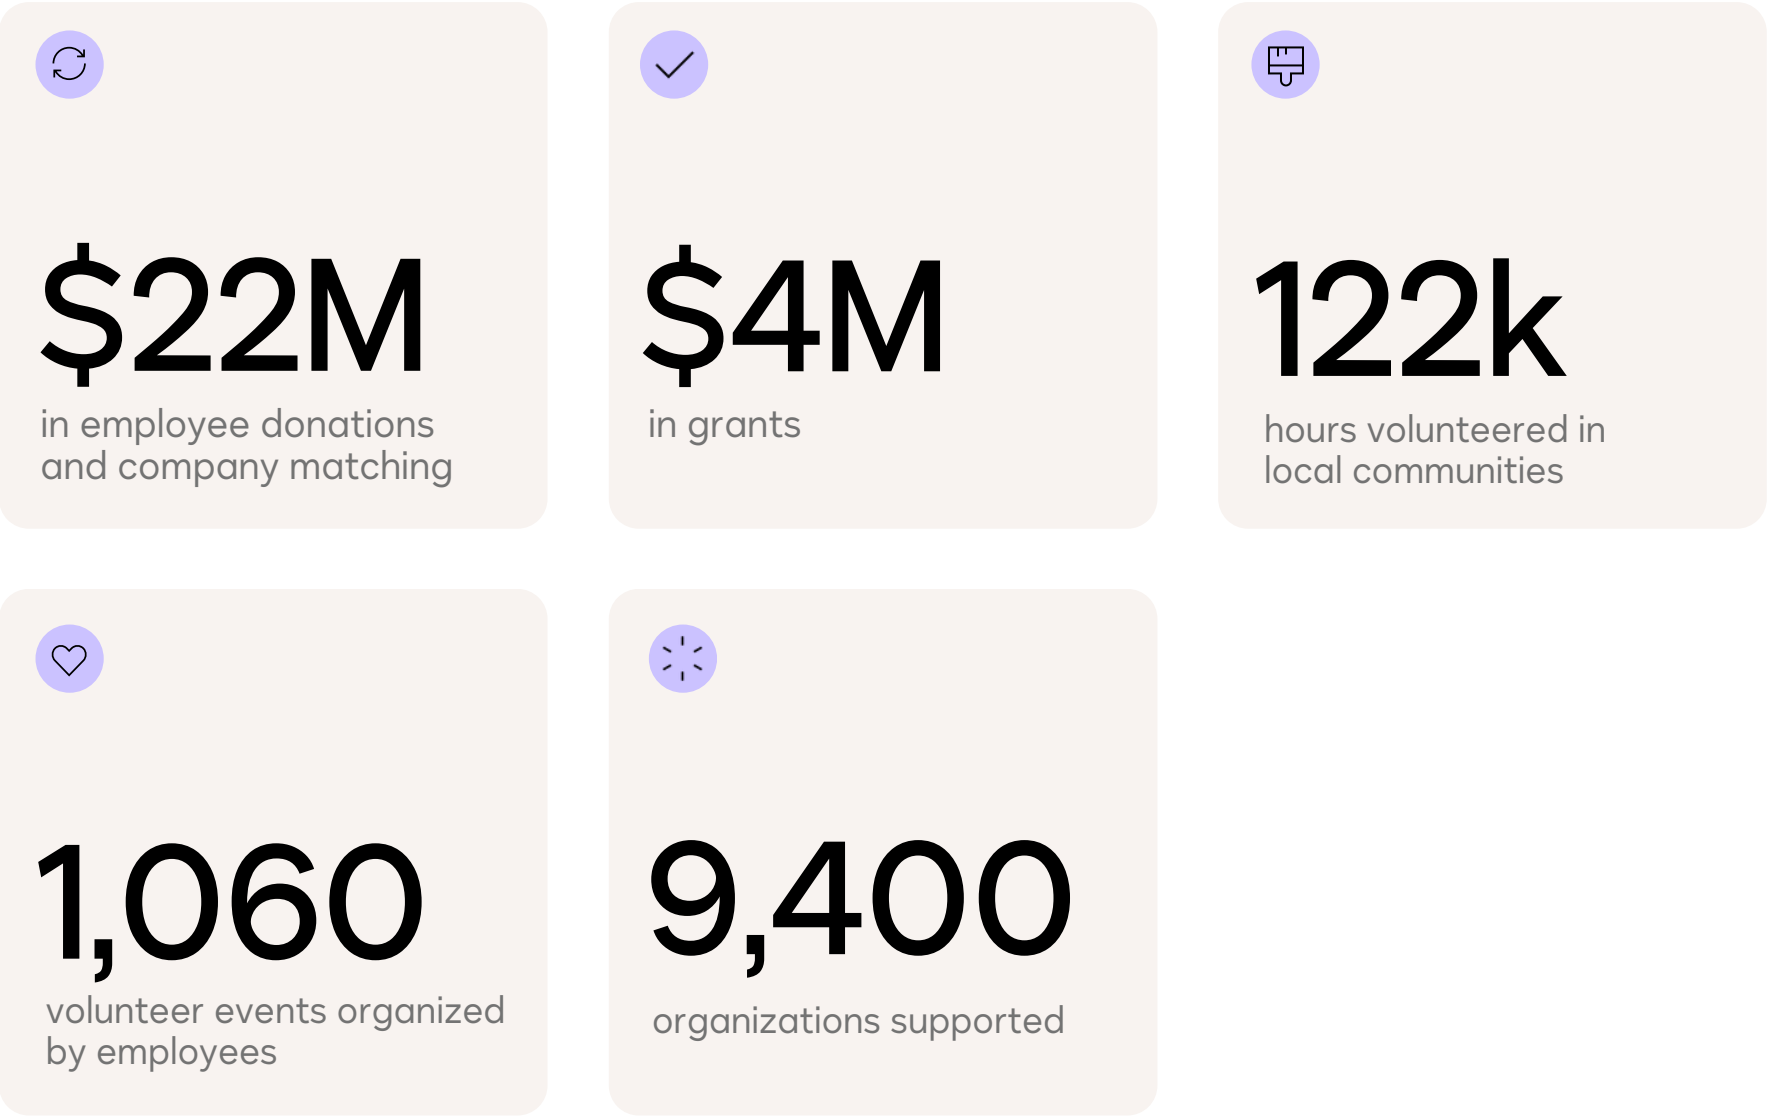 $22M
in employee donations
and company matching
$4M
in grants
122k
hours volunteered in
local communities
1,060
volunteer events organized
by employees
9,400
organizations supported